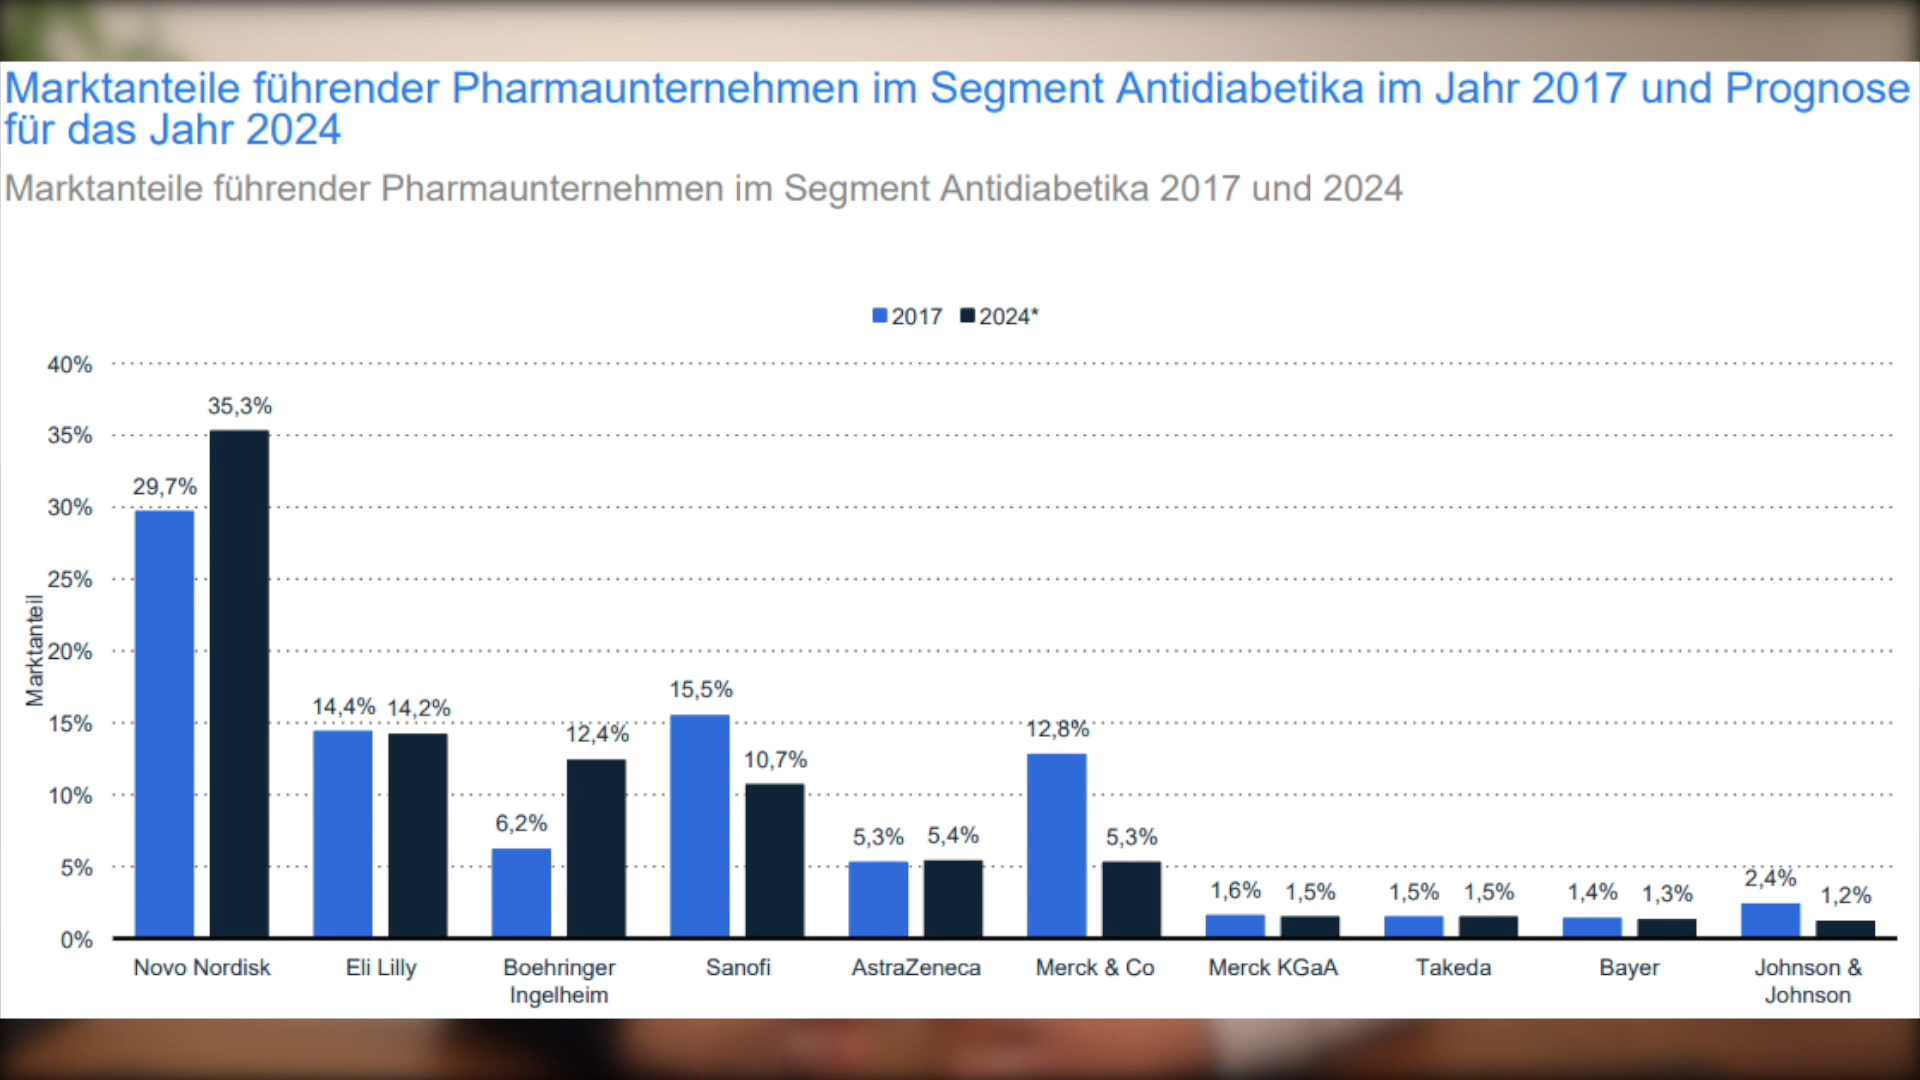 Marktanteile führender Pharmaunternehmen im Segment Antidiabetika im Jahr 2017 und Prognose
für das Jahr 2024
Marktanteile führender Pharmaunternehmen im Segment Antidiabetika 2017 und 2024
2017 2024*
Marktanteil
40%
35%
30%
25%
20%
15%
10%
5%
0%
29,7% 35,3%
14,4% 14,2%
6,2% 12,4%
15,5% 10,7%
5,3% 5,4%
12,8% 5,3%
1,6% 1,5%
1,5% 1,5%
1,4% 1,3%
2,4% 1,2%
Novo Nordisk
Eli Lilly
Boehringer
Ingelheim
Sanofi
AstraZeneca
Merck & Co
Merck KGaA
Takeda
Bayer
Johnson &
Johnson